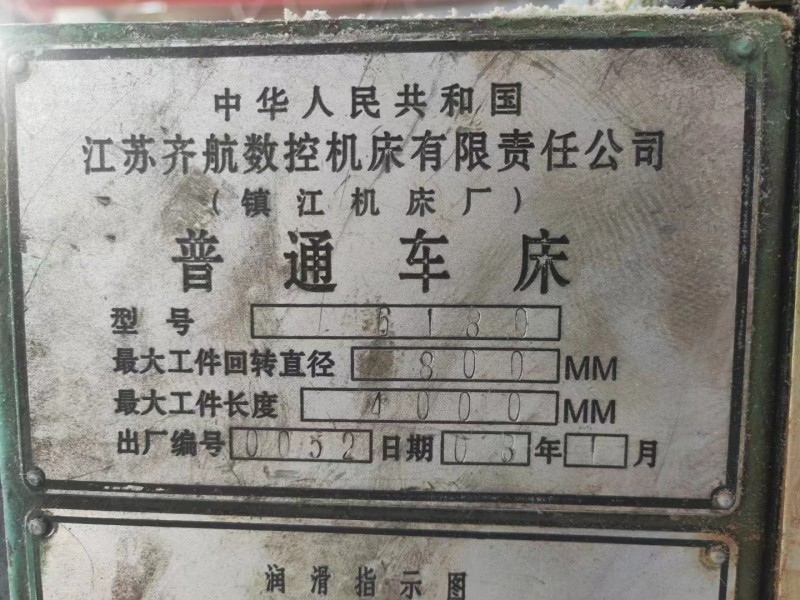 中华人民共和国
江苏齐航数控机床有限责任公司
(镇江机床厂)
普通车床
型号 6180
最大工件回转直径 800 MM
最大工件长度 4000 MM
出厂编号 0052 日期 03 年 1 月
润滑指示图